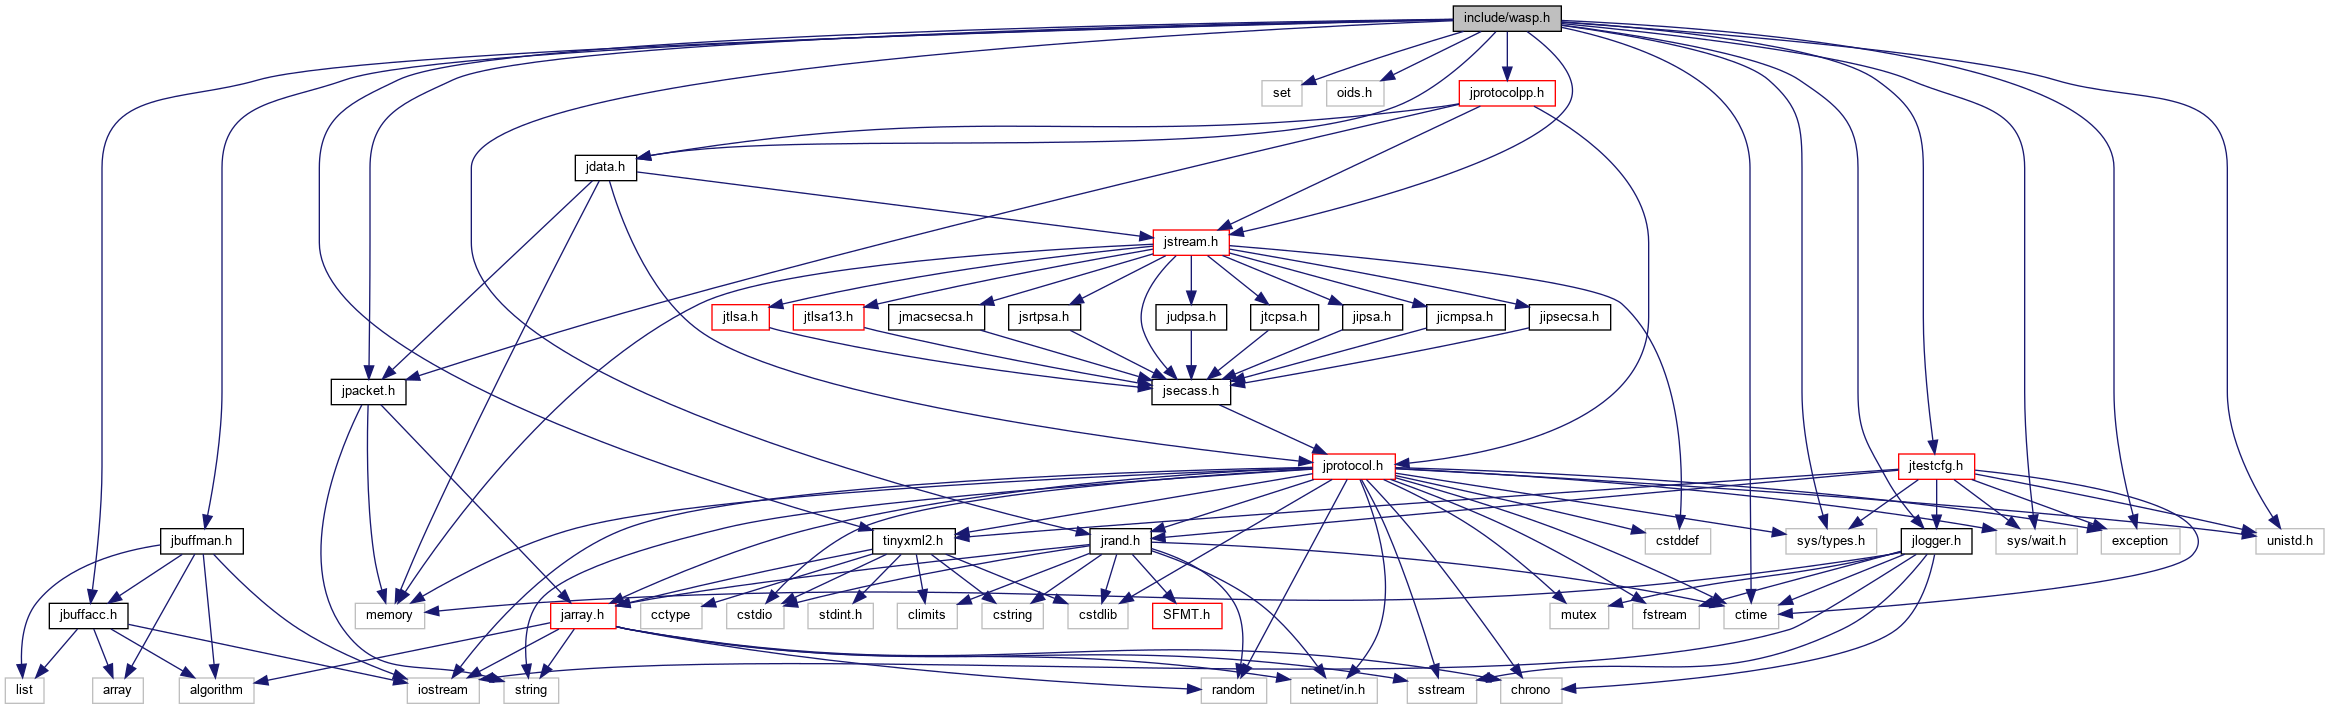 include/wasp.h
set
oids.h
jprotocolpp.h
jdata.h
jstream.h
jtlsa.h
jtlsa13.h
jmacsecsa.h
jsrtpsa.h
judpsa.h
jtcpsa.h
jipsa.h
jicmpsa.h
jipsecsa.h
jpacket.h
jsecass.h
jprotocol.h
jtestcfg.h
jbuffman.h
tinyxml2.h
jrand.h
cstddef
sys/types.h
jlogger.h
sys/wait.h
exception
unistd.h
jbuffacc.h
memory
jarray.h
cctype
cstdio
stdint.h
climits
cstring
cstdlib
SFMT.h
mutex
fstream
ctime
list
array
algorithm
iostream
string
random
netinet/in.h
sstream
chrono